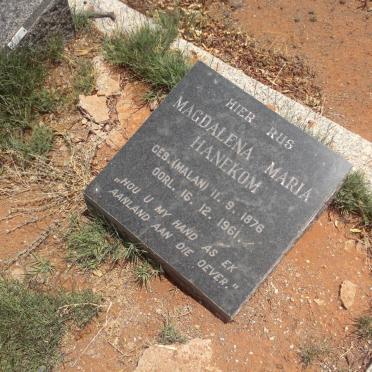 HIER RUS
MAGDALENA MARIA
HANEKOM
GEB. (MALAN) 11. 9. 1876
OORL. 16. 12. 1961
"HOU U MY HAND AS EK
AANLAND AAN DIE OEVER."